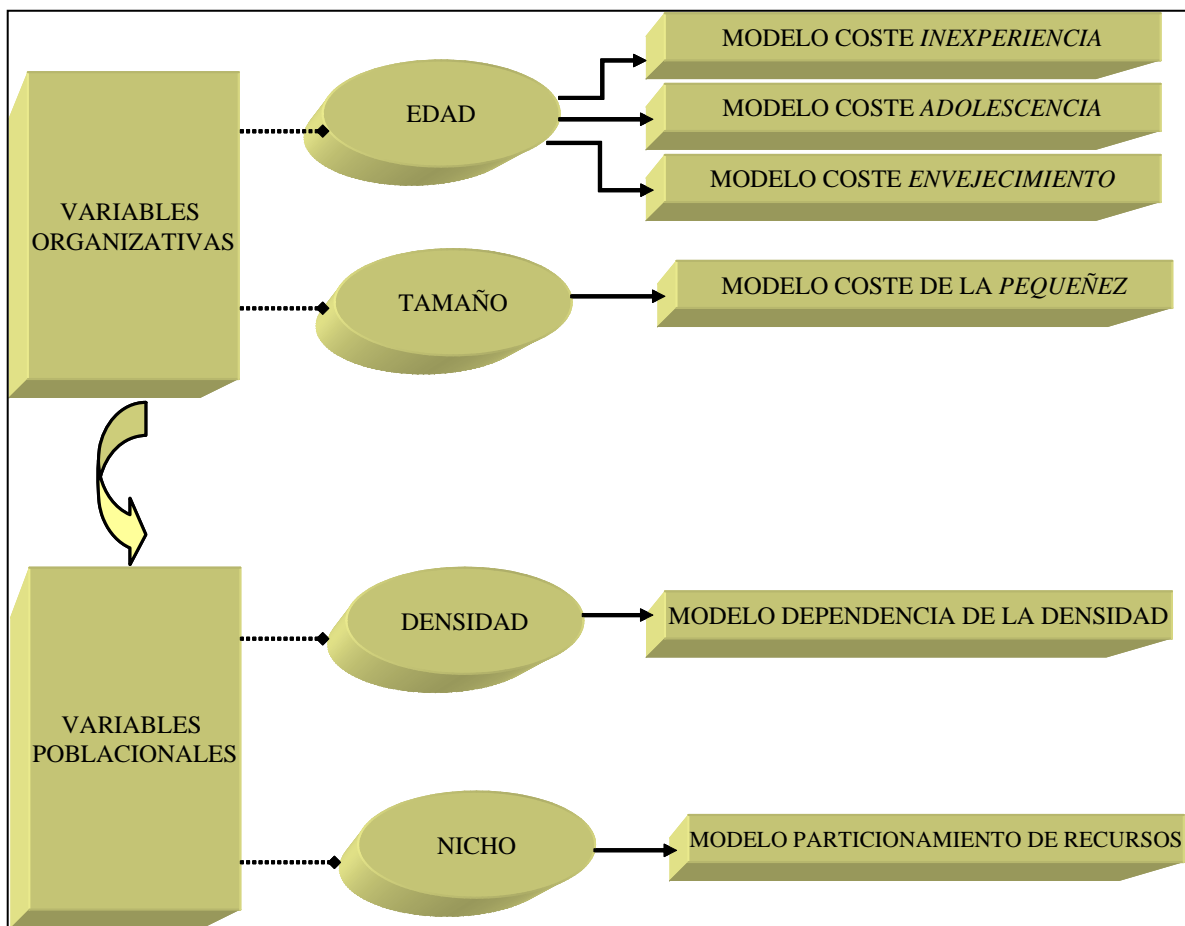 MODELO COSTE INEXPERIENCIA
EDAD
MODELO COSTE ADOLESCENCIA
MODELO COSTE ENVEJECIMIENTO
VARIABLES
ORGANIZATIVAS
TAMAÑO
MODELO COSTE DE LA PEQUEÑEZ
DENSIDAD
MODELO DEPENDENCIA DE LA DENSIDAD
VARIABLES
POBLACIONALES
NICHO
MODELO PARTICIONAMIENTO DE RECURSOS